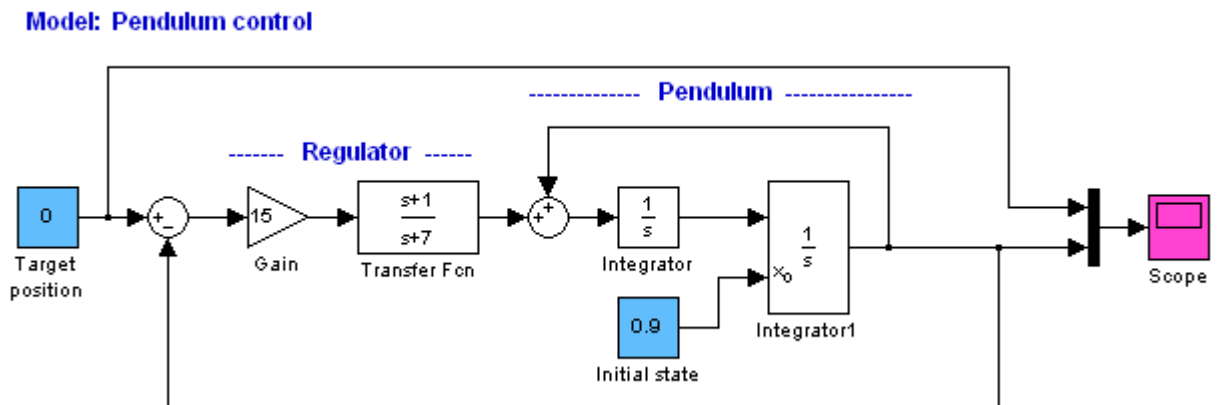 Model: Pendulum control
-------------- Pendulum ----------------
------- Regulator ------
0
Target
position
+
−
15
Gain
s+1
s+7
Transfer Fcn
+
+
1
s
Integrator
1
s
x₀
Integrator1
0.9
Initial state
Scope